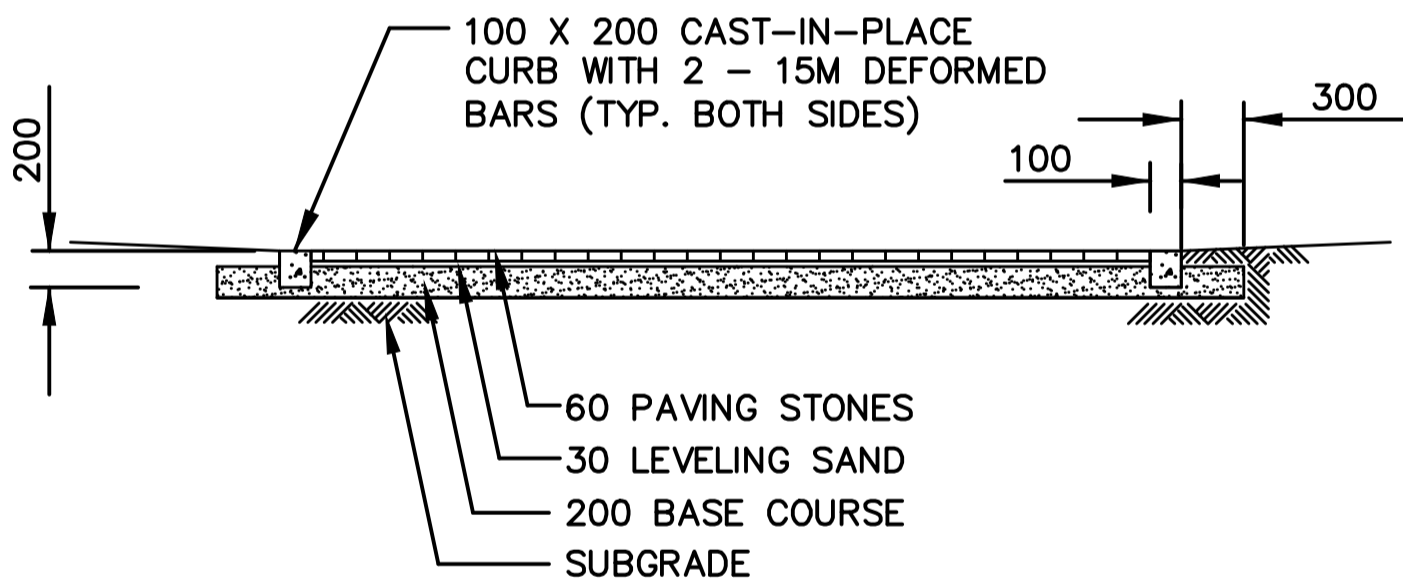 100 X 200 CAST-IN-PLACE
CURB WITH 2 - 15M DEFORMED
BARS (TYP. BOTH SIDES)
300
200
100
60 PAVING STONES
30 LEVELING SAND
200 BASE COURSE
SUBGRADE